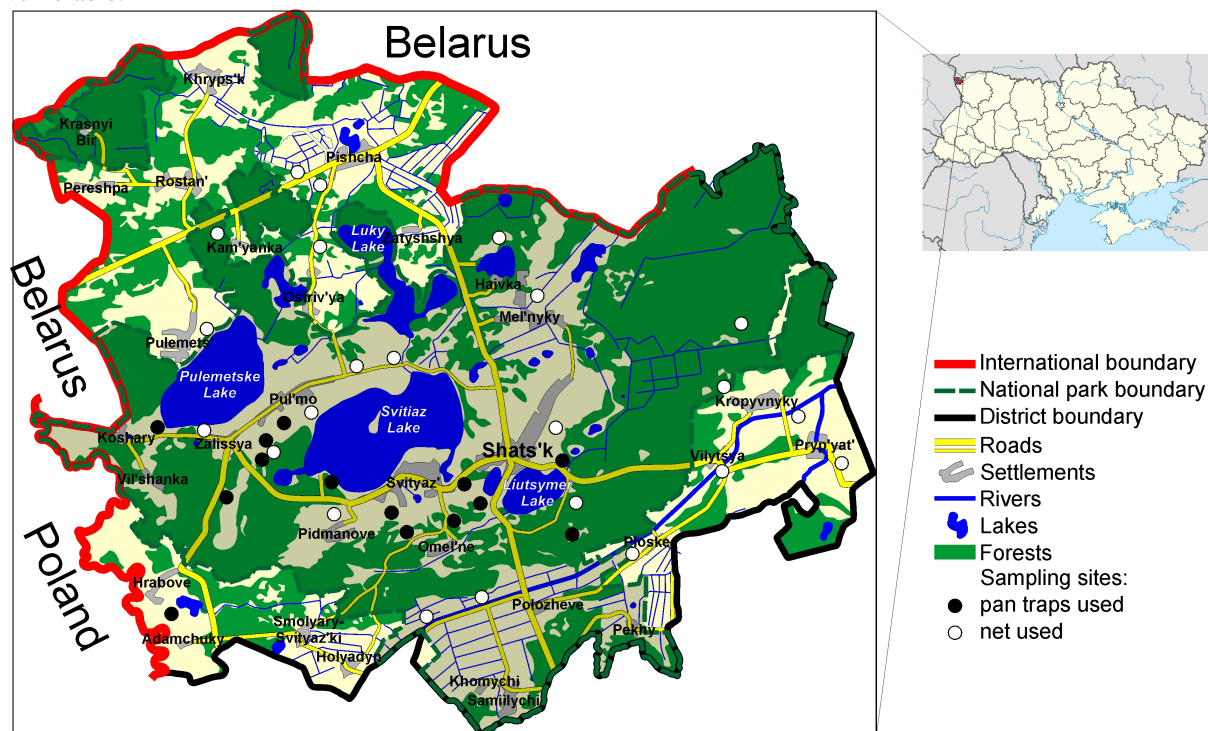 Belarus
Khryps'k
Krasnyi
Bir
Pishcha
Pereshpa
Rostan'
Luky
Lake
Zatyshshya
Kam'yanka
Belarus
Haivka
Ostriv'ya
Mel'nyky
Pulemets'
Pulemetske
Lake
Pul'mo
Svitiaz
Lake
Kropyvnyky
Koshary
Zalissya
Shats'k
Pryp'yat'
Vilytsya
Vil'shanka
Svityaz'
Liutsymer
Lake
Poland
Pidmanove
Omel'ne
Ploske
Hrabove
Polozheve
Smolyary-
Svityaz'ki
Adamchuky
Pekhy
Holyadyn
Khomychi
Samiilychi
International boundary
National park boundary
District boundary
Roads
Settlements
Rivers
Lakes
Forests
Sampling sites:
pan traps used
net used